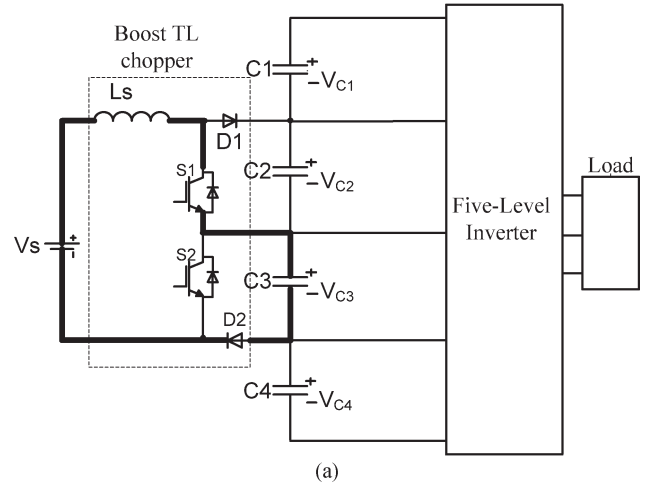 Boost TL
chopper
Ls
D1
S1
S2
D2
Vs
+
-
C1
+
−VC1
C2
+
−VC2
C3
+
−VC3
C4
+
−VC4
Five-Level
Inverter
Load
(a)